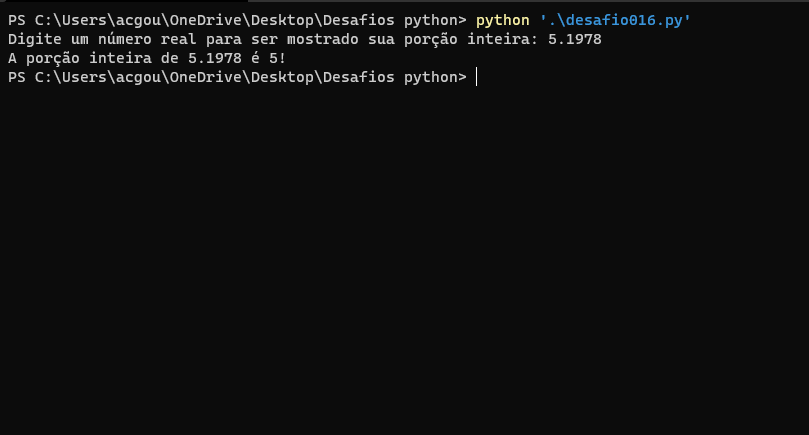 PS C:\Users\acgou\OneDrive\Desktop\Desafios python> python '.\desafio016.py'
Digite um número real para ser mostrado sua porção inteira: 5.1978
A porção inteira de 5.1978 é 5!
PS C:\Users\acgou\OneDrive\Desktop\Desafios python>